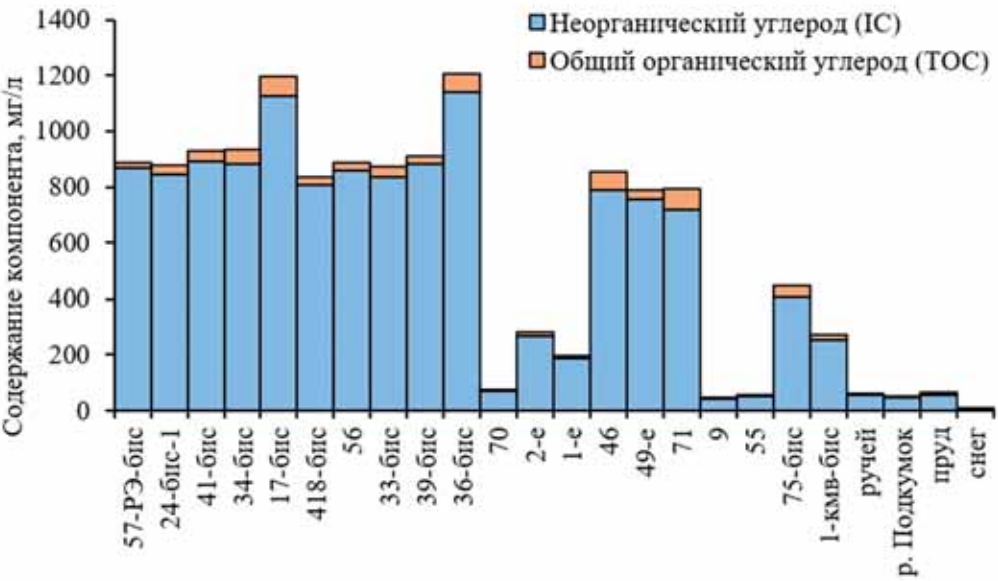 Содержание компонента, мг/л
1400
1200
1000
800
600
400
200
0
Неорганический углерод (IC)
Общий органический углерод (TOC)
57-РЭ-бис
24-бис-1
41-бис
34-бис
17-бис
418-бис
56
33-бис
39-бис
36-бис
70
2-е
1-е
46
49-е
71
9
55
75-бис
1-кмв-бис
ручей
р. Подкумок
пруд
снег